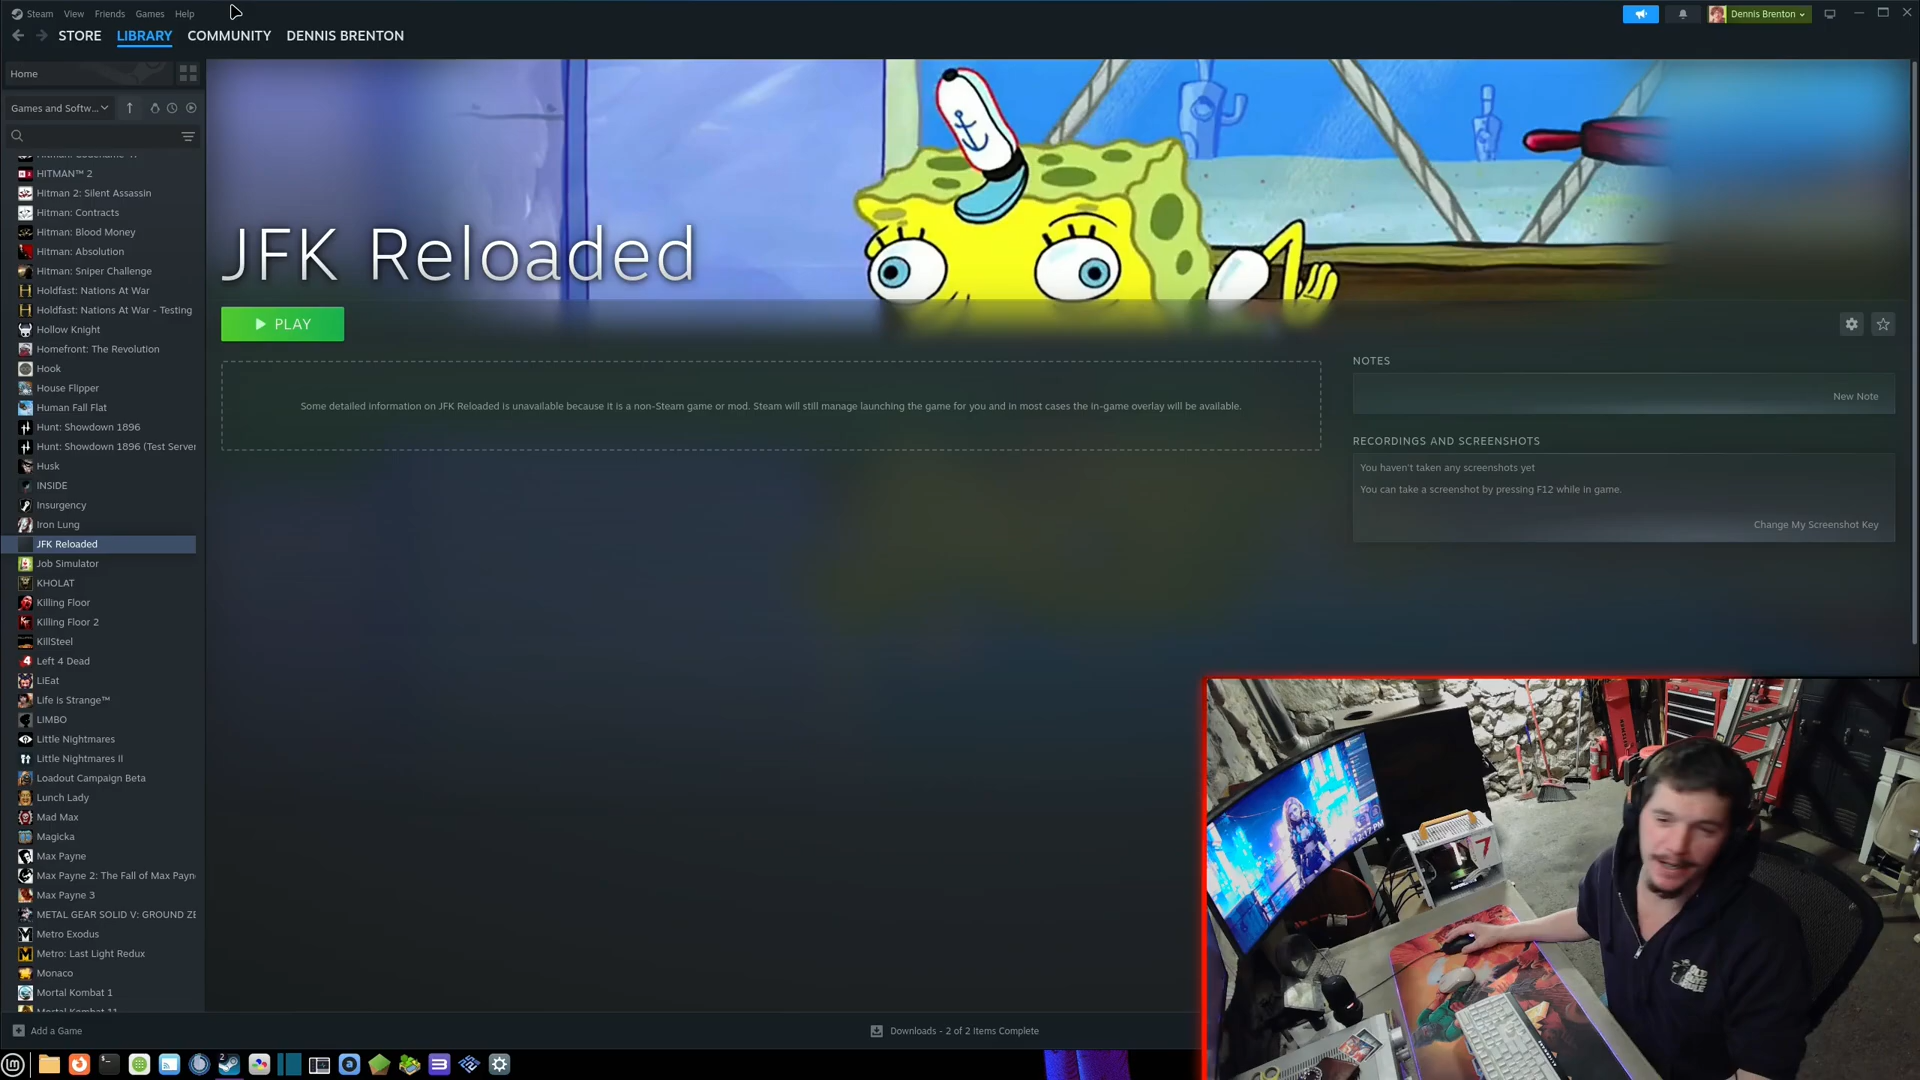 Steam View Friends Games Help
Dennis Brenton
STORE LIBRARY COMMUNITY DENNIS BRENTON
Home
Games and Softw...
HITMAN™ 2
Hitman 2: Silent Assassin
Hitman: Contracts
Hitman: Blood Money
Hitman: Absolution
Hitman: Sniper Challenge
Holdfast: Nations At War
Holdfast: Nations At War - Testing
Hollow Knight
Homefront: The Revolution
Hook
House Flipper
Human Fall Flat
Hunt: Showdown 1896
Hunt: Showdown 1896 (Test Server
Husk
INSIDE
Insurgency
Iron Lung
JFK Reloaded
Job Simulator
KHOLAT
Killing Floor
Killing Floor 2
KillSteel
Left 4 Dead
LiEat
Life is Strange™
LIMBO
Little Nightmares
Little Nightmares II
Loadout Campaign Beta
Lunch Lady
Mad Max
Magicka
Max Payne
Max Payne 2: The Fall of Max Payn
Max Payne 3
METAL GEAR SOLID V: GROUND ZE
Metro Exodus
Metro: Last Light Redux
Monaco
Mortal Kombat 1
JFK Reloaded
PLAY
Some detailed information on JFK Reloaded is unavailable because it is a non-Steam game or mod. Steam will still manage launching the game for you and in most cases the in-game overlay will be available.
NOTES
New Note
RECORDINGS AND SCREENSHOTS
You haven't taken any screenshots yet
You can take a screenshot by pressing F12 while in game.
Change My Screenshot Key
12:17 PM
Add a Game
Downloads - 2 of 2 Items Complete